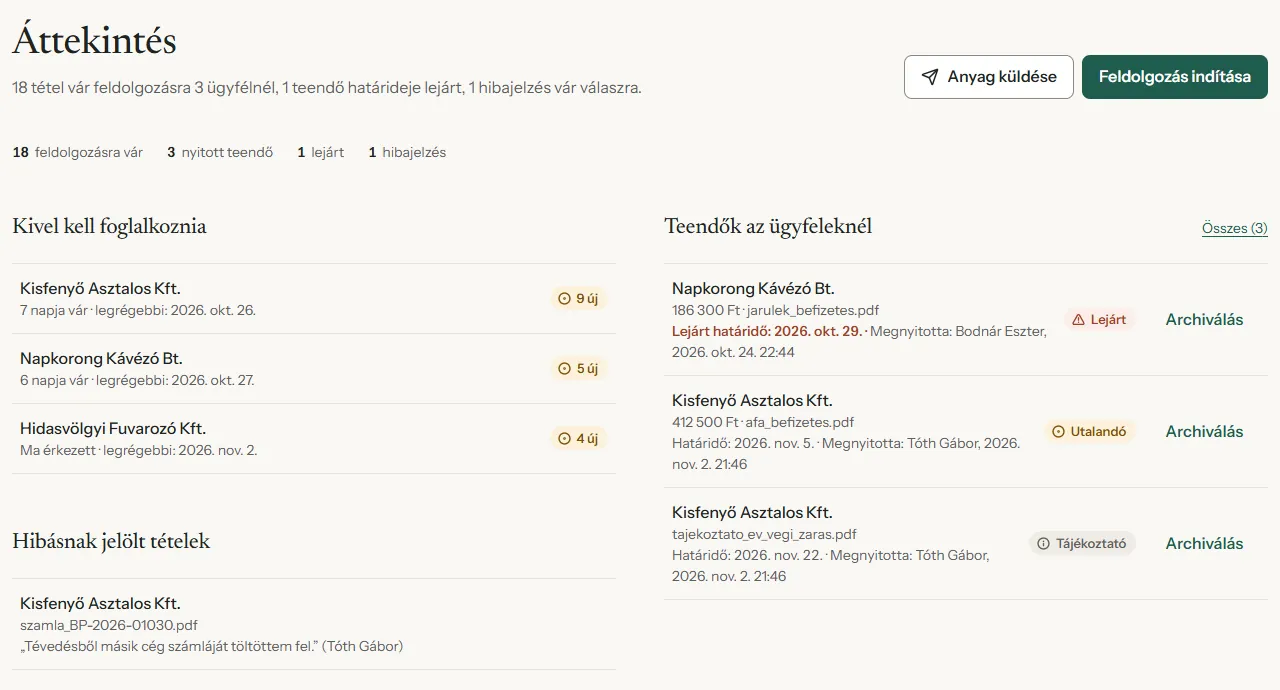 Áttekintés
18 tétel vár feldolgozásra 3 ügyfélnél, 1 teendő határideje lejárt, 1 hibajelzés vár válaszra.
Anyag küldése
Feldolgozás indítása
18 feldolgozásra vár 3 nyitott teendő 1 lejárt 1 hibajelzés
Kivel kell foglalkoznia
Kisfenyő Asztalos Kft.
7 napja vár · legrégebbi: 2026. okt. 26.
9 új
Napkorong Kávézó Bt.
6 napja vár · legrégebbi: 2026. okt. 27.
5 új
Hidasvölgyi Fuvarozó Kft.
Ma érkezett · legrégebbi: 2026. nov. 2.
4 új
Hibásnak jelölt tételek
Kisfenyő Asztalos Kft.
szamla_BP-2026-01030.pdf
„Tévedésből másik cég számláját töltöttem fel.” (Tóth Gábor)
Teendők az ügyfeleknél
Összes (3)
Napkorong Kávézó Bt.
186 300 Ft · jarulek_befizetes.pdf
Lejárt határidő: 2026. okt. 29. · Megnyitotta: Bodnár Eszter,
2026. okt. 24. 22:44
Lejárt
Archiválás
Kisfenyő Asztalos Kft.
412 500 Ft · afa_befizetes.pdf
Határidő: 2026. nov. 5. · Megnyitotta: Tóth Gábor, 2026.
nov. 2. 21:46
Utalandó
Archiválás
Kisfenyő Asztalos Kft.
tajekoztato_ev_vegi_zaras.pdf
Határidő: 2026. nov. 22. · Megnyitotta: Tóth Gábor,
2026. nov. 2. 21:46
Tájékoztató
Archiválás